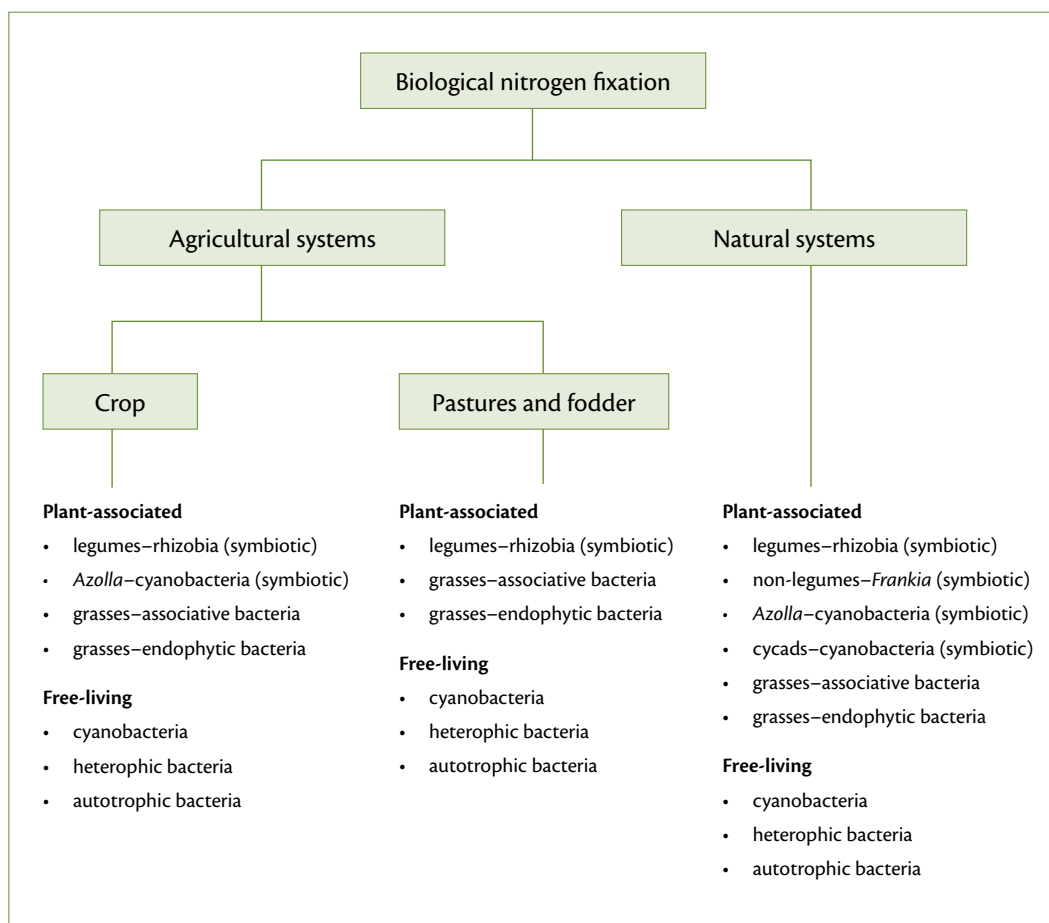 Biological nitrogen fixation
Agricultural systems
Natural systems
Crop
Pastures and fodder
Plant-associated
• legumes–rhizobia (symbiotic)
• Azolla–cyanobacteria (symbiotic)
• grasses–associative bacteria
• grasses–endophytic bacteria
Free-living
• cyanobacteria
• heterophic bacteria
• autotrophic bacteria
Plant-associated
• legumes–rhizobia (symbiotic)
• grasses–associative bacteria
• grasses–endophytic bacteria
Free-living
• cyanobacteria
• heterophic bacteria
• autotrophic bacteria
Plant-associated
• legumes–rhizobia (symbiotic)
• non-legumes–Frankia (symbiotic)
• Azolla–cyanobacteria (symbiotic)
• cycads–cyanobacteria (symbiotic)
• grasses–associative bacteria
• grasses–endophytic bacteria
Free-living
• cyanobacteria
• heterophic bacteria
• autotrophic bacteria